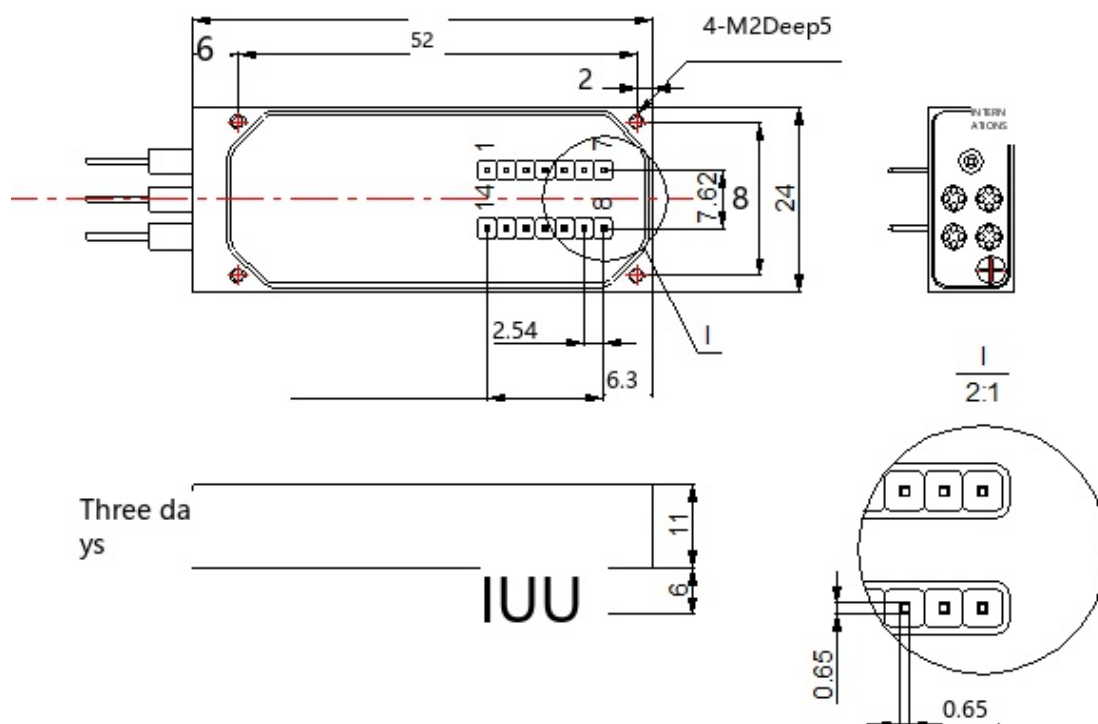 4-M2Deep5
52
6
2
INTERN
ATIONS
1
7
14
8
7.62
8
24
2.54
6.3
I
I
2:1
Three da
ys
11
6
IUU
0.65
0.65